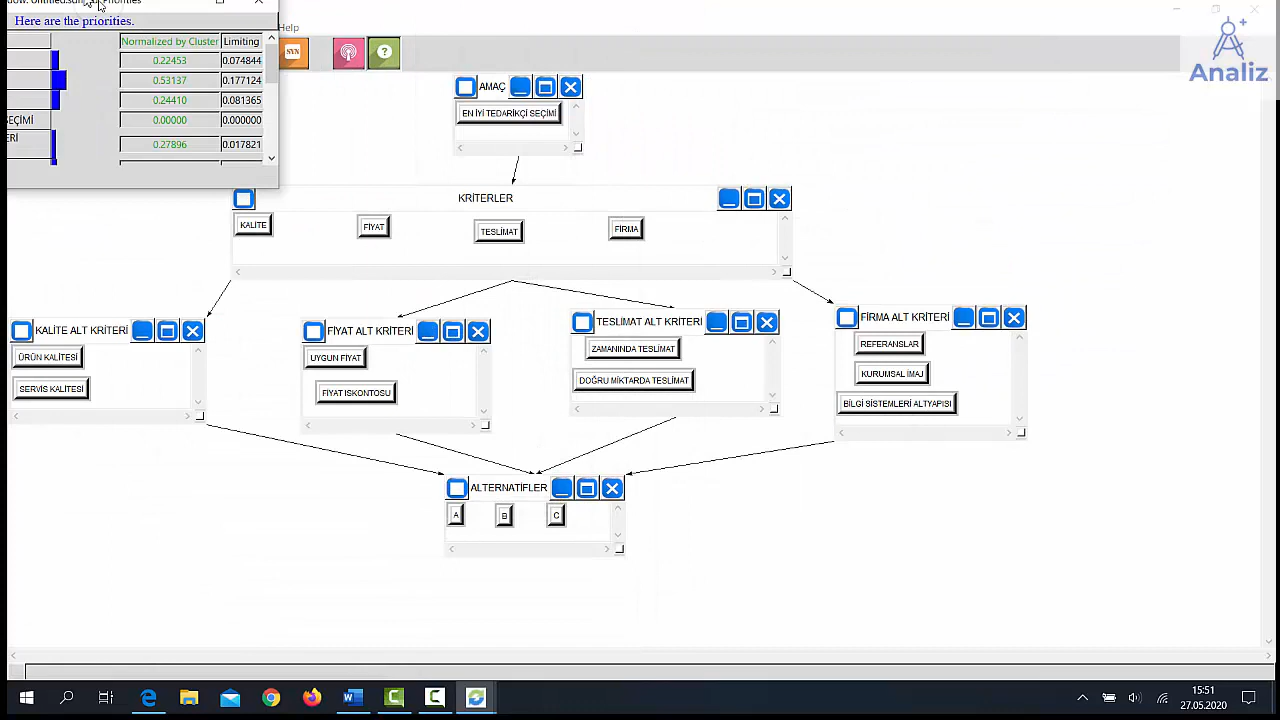 Here are the priorities.
Help
Normalized by Cluster Limiting
0.22453 0.074844
0.53137 0.177124
0.24410 0.081365
SEÇİMİ 0.00000 0.000000
0.27896 0.017821
SYN
?
Analiz
AMAÇ
EN İYİ TEDARİKÇİ SEÇİMİ
KRİTERLER
KALİTE FİYAT TESLİMAT FİRMA
KALİTE ALT KRİTERİ
ÜRÜN KALİTESİ
SERVİS KALİTESİ
FİYAT ALT KRİTERİ
UYGUN FİYAT
FİYAT ISKONTOSU
TESLİMAT ALT KRİTERİ
ZAMANINDA TESLİMAT
DOĞRU MİKTARDA TESLİMAT
FİRMA ALT KRİTERİ
REFERANSLAR
KURUMSAL İMAJ
BİLGİ SİSTEMLERİ ALTYAPISI
ALTERNATİFLER
A B C
15:51
27.05.2020